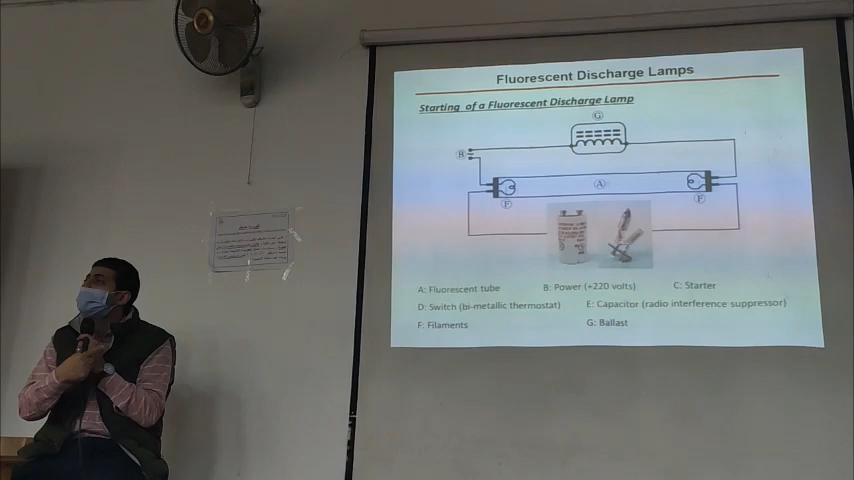 Fluorescent Discharge Lamps
Starting of a Fluorescent Discharge Lamp
G
B
A
F
F
A: Fluorescent tube B: Power (+220 volts) C: Starter
D: Switch (bi-metallic thermostat) E: Capacitor (radio interference suppressor)
F: Filaments G: Ballast